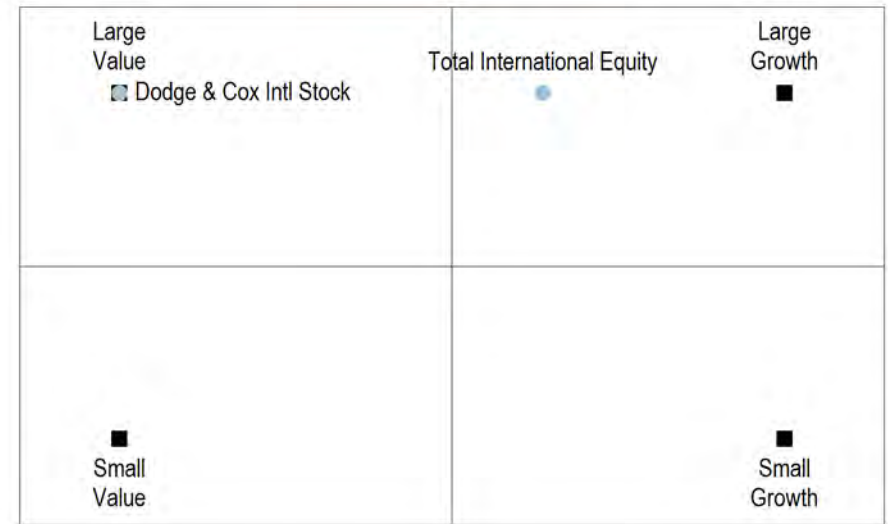 Large
Value
Dodge & Cox Intl Stock
Total International Equity
Large
Growth
Small
Value
Small
Growth